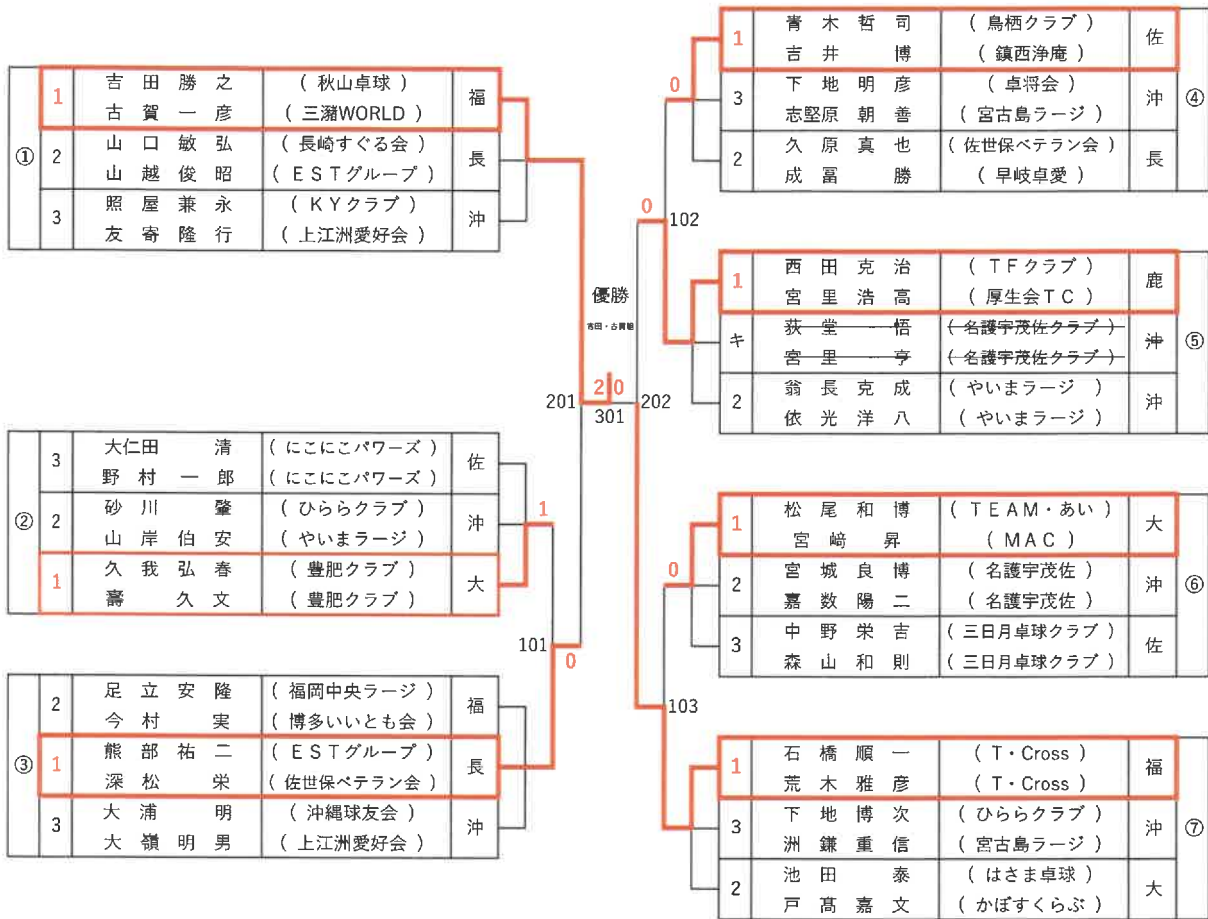 ①
1 吉田勝之 (秋山卓球) 福
古賀一彦 (三瀦WORLD)
2 山口敏弘 (長崎すぐる会) 長
山越俊昭 (ESTグループ)
3 照屋兼永 (KYクラブ) 沖
友寄隆行 (上江洲愛好会)
②
3 大仁田 清 (にこにこパワーズ) 佐
野村一郎 (にこにこパワーズ)
2 砂川 肇 (ひららクラブ) 沖
山岸伯安 (やいまラージ)
1 久我弘春 (豊肥クラブ) 大
壽 久文 (豊肥クラブ)
1
③
2 足立安隆 (福岡中央ラージ) 福
今村 実 (博多いいとも会)
1 熊部祐二 (ESTグループ) 長
深松 栄 (佐世保ベテラン会)
3 大浦 明 (沖縄球友会) 沖
大嶺明男 (上江洲愛好会)
101
0
優勝
吉田・古賀組
2 0
201
301
202
④
1 青木哲司 (鳥栖クラブ) 佐
吉井 博 (鎮西浄庵)
3 下地明彦 (卓将会) 沖
志堅原朝善 (宮古島ラージ)
2 久原真也 (佐世保ベテラン会) 長
成冨 勝 (早岐卓愛)
0
0
102
⑤
1 西田克治 (TFクラブ) 鹿
宮里浩高 (厚生会TC)
キ 荻堂 悟 (名護宇茂佐クラブ) 沖
宮里 亨 (名護宇茂佐クラブ)
2 翁長克成 (やいまラージ) 沖
依光洋八 (やいまラージ)
⑥
1 松尾和博 (TEAM・あい) 大
宮﨑 昇 (MAC)
2 宮城良博 (名護宇茂佐) 沖
嘉数陽二 (名護宇茂佐)
3 中野栄吉 (三日月卓球クラブ) 佐
森山和則 (三日月卓球クラブ)
0
103
⑦
1 石橋順一 (T・Cross) 福
荒木雅彦 (T・Cross)
3 下地博次 (ひららクラブ) 沖
洲鎌重信 (宮古島ラージ)
2 池田 泰 (はさま卓球) 大
戸髙嘉文 (かぼすくらぶ)